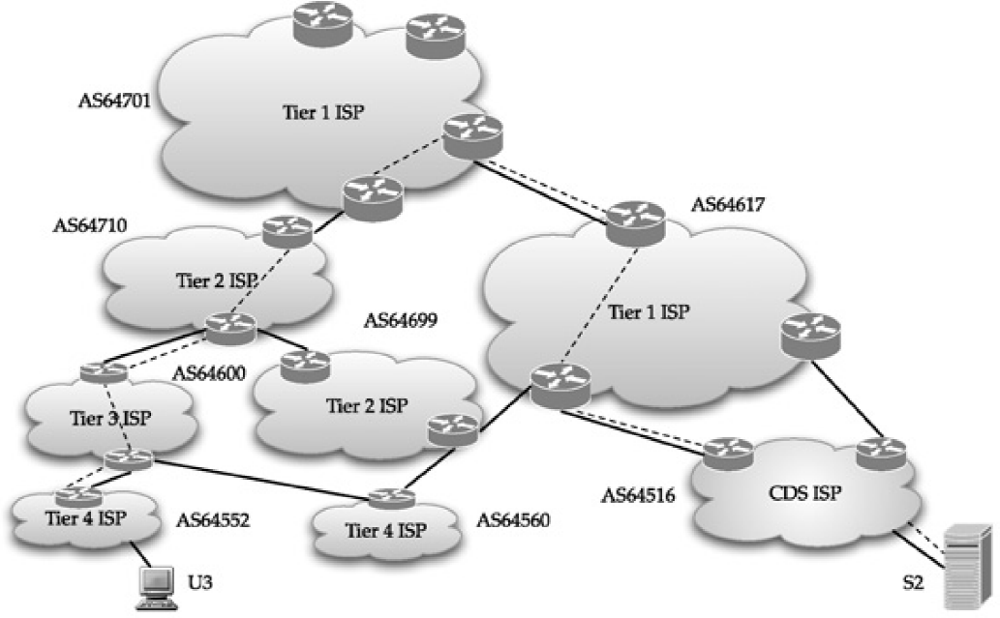 AS64701
Tier 1 ISP
AS64617
AS64710
Tier 2 ISP
Tier 1 ISP
AS64699
AS64600
Tier 2 ISP
Tier 3 ISP
AS64516
CDS ISP
Tier 4 ISP
AS64552
Tier 4 ISP
AS64560
U3
S2